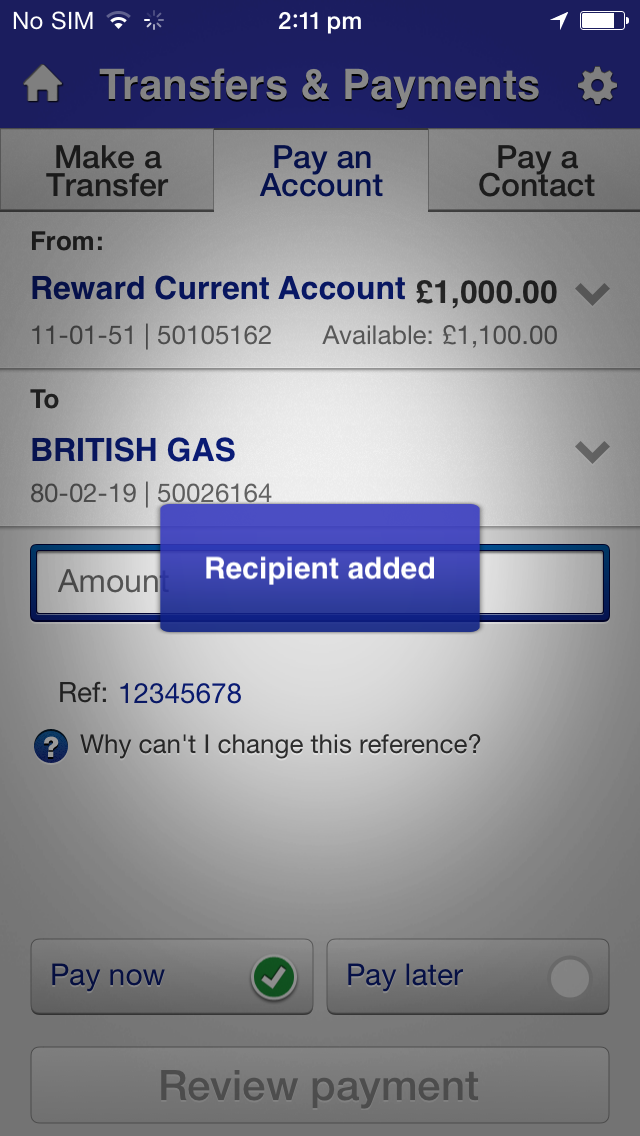 No SIM 2:11 pm
Transfers & Payments
Make a Transfer
Pay an Account
Pay a Contact
From:
Reward Current Account £1,000.00
11-01-51 | 50105162 Available: £1,100.00
To
BRITISH GAS
80-02-19 | 50026164
Recipient added
Amount
Ref: 12345678
? Why can't I change this reference?
Pay now
Pay later
Review payment